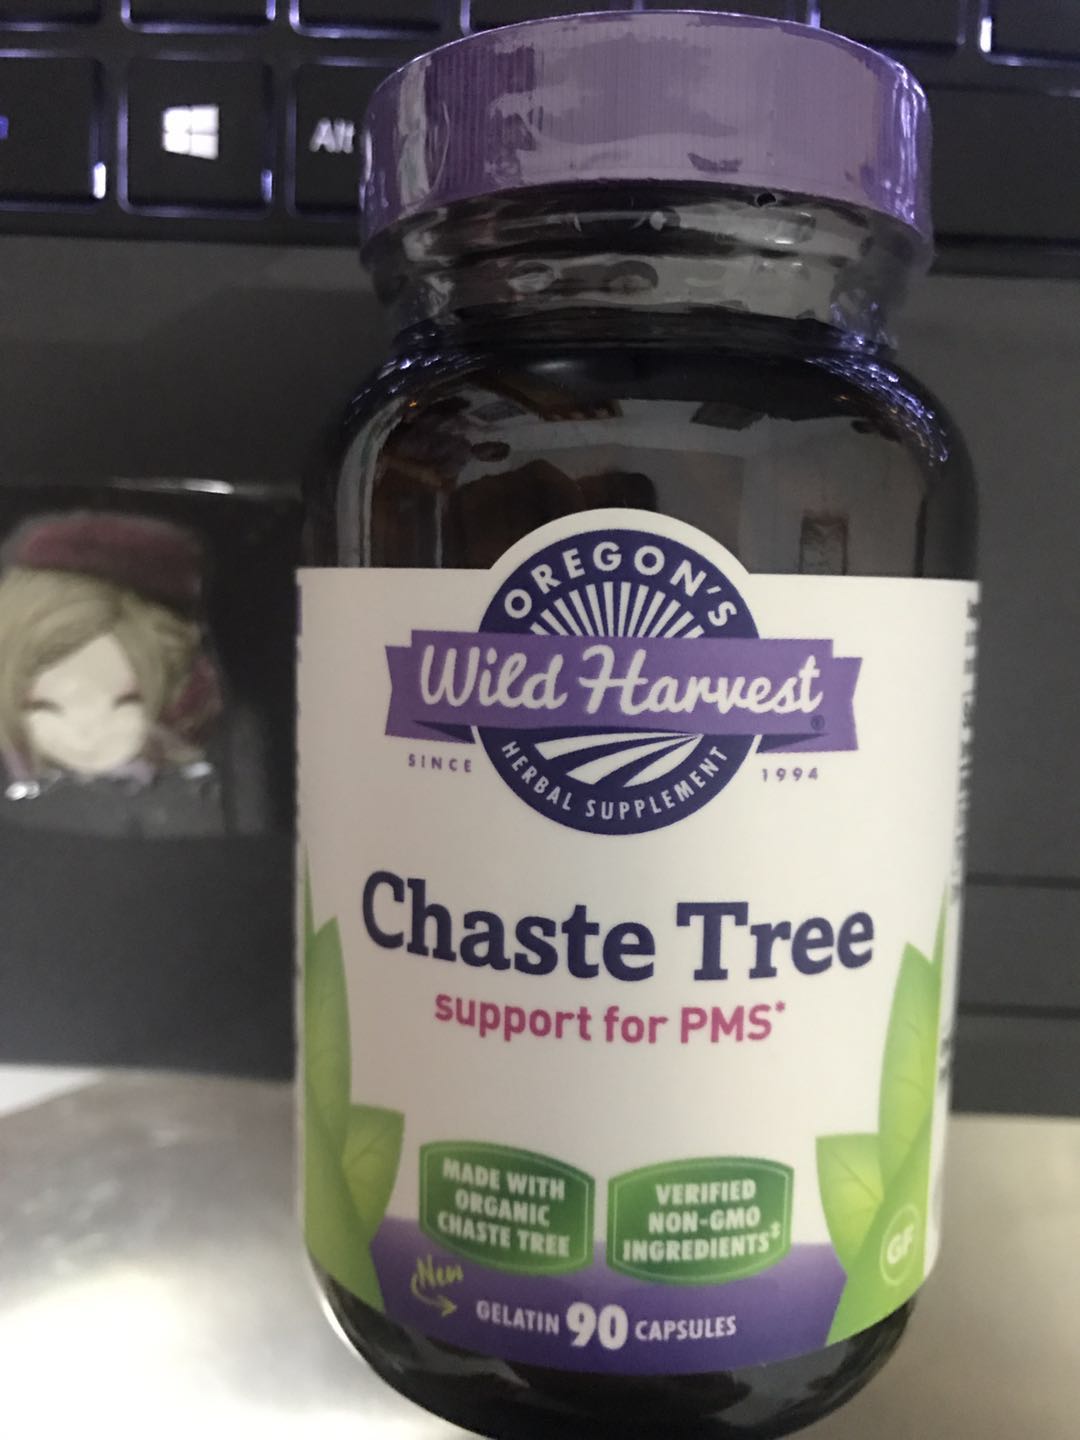 Alt
OREGON'S
Wild Harvest®
SINCE 1994
HERBAL SUPPLEMENT
Chaste Tree
support for PMS*
MADE WITH
ORGANIC
CHASTE TREE
VERIFIED
NON-GMO
INGREDIENTS‡
GF
New
GELATIN 90 CAPSULES